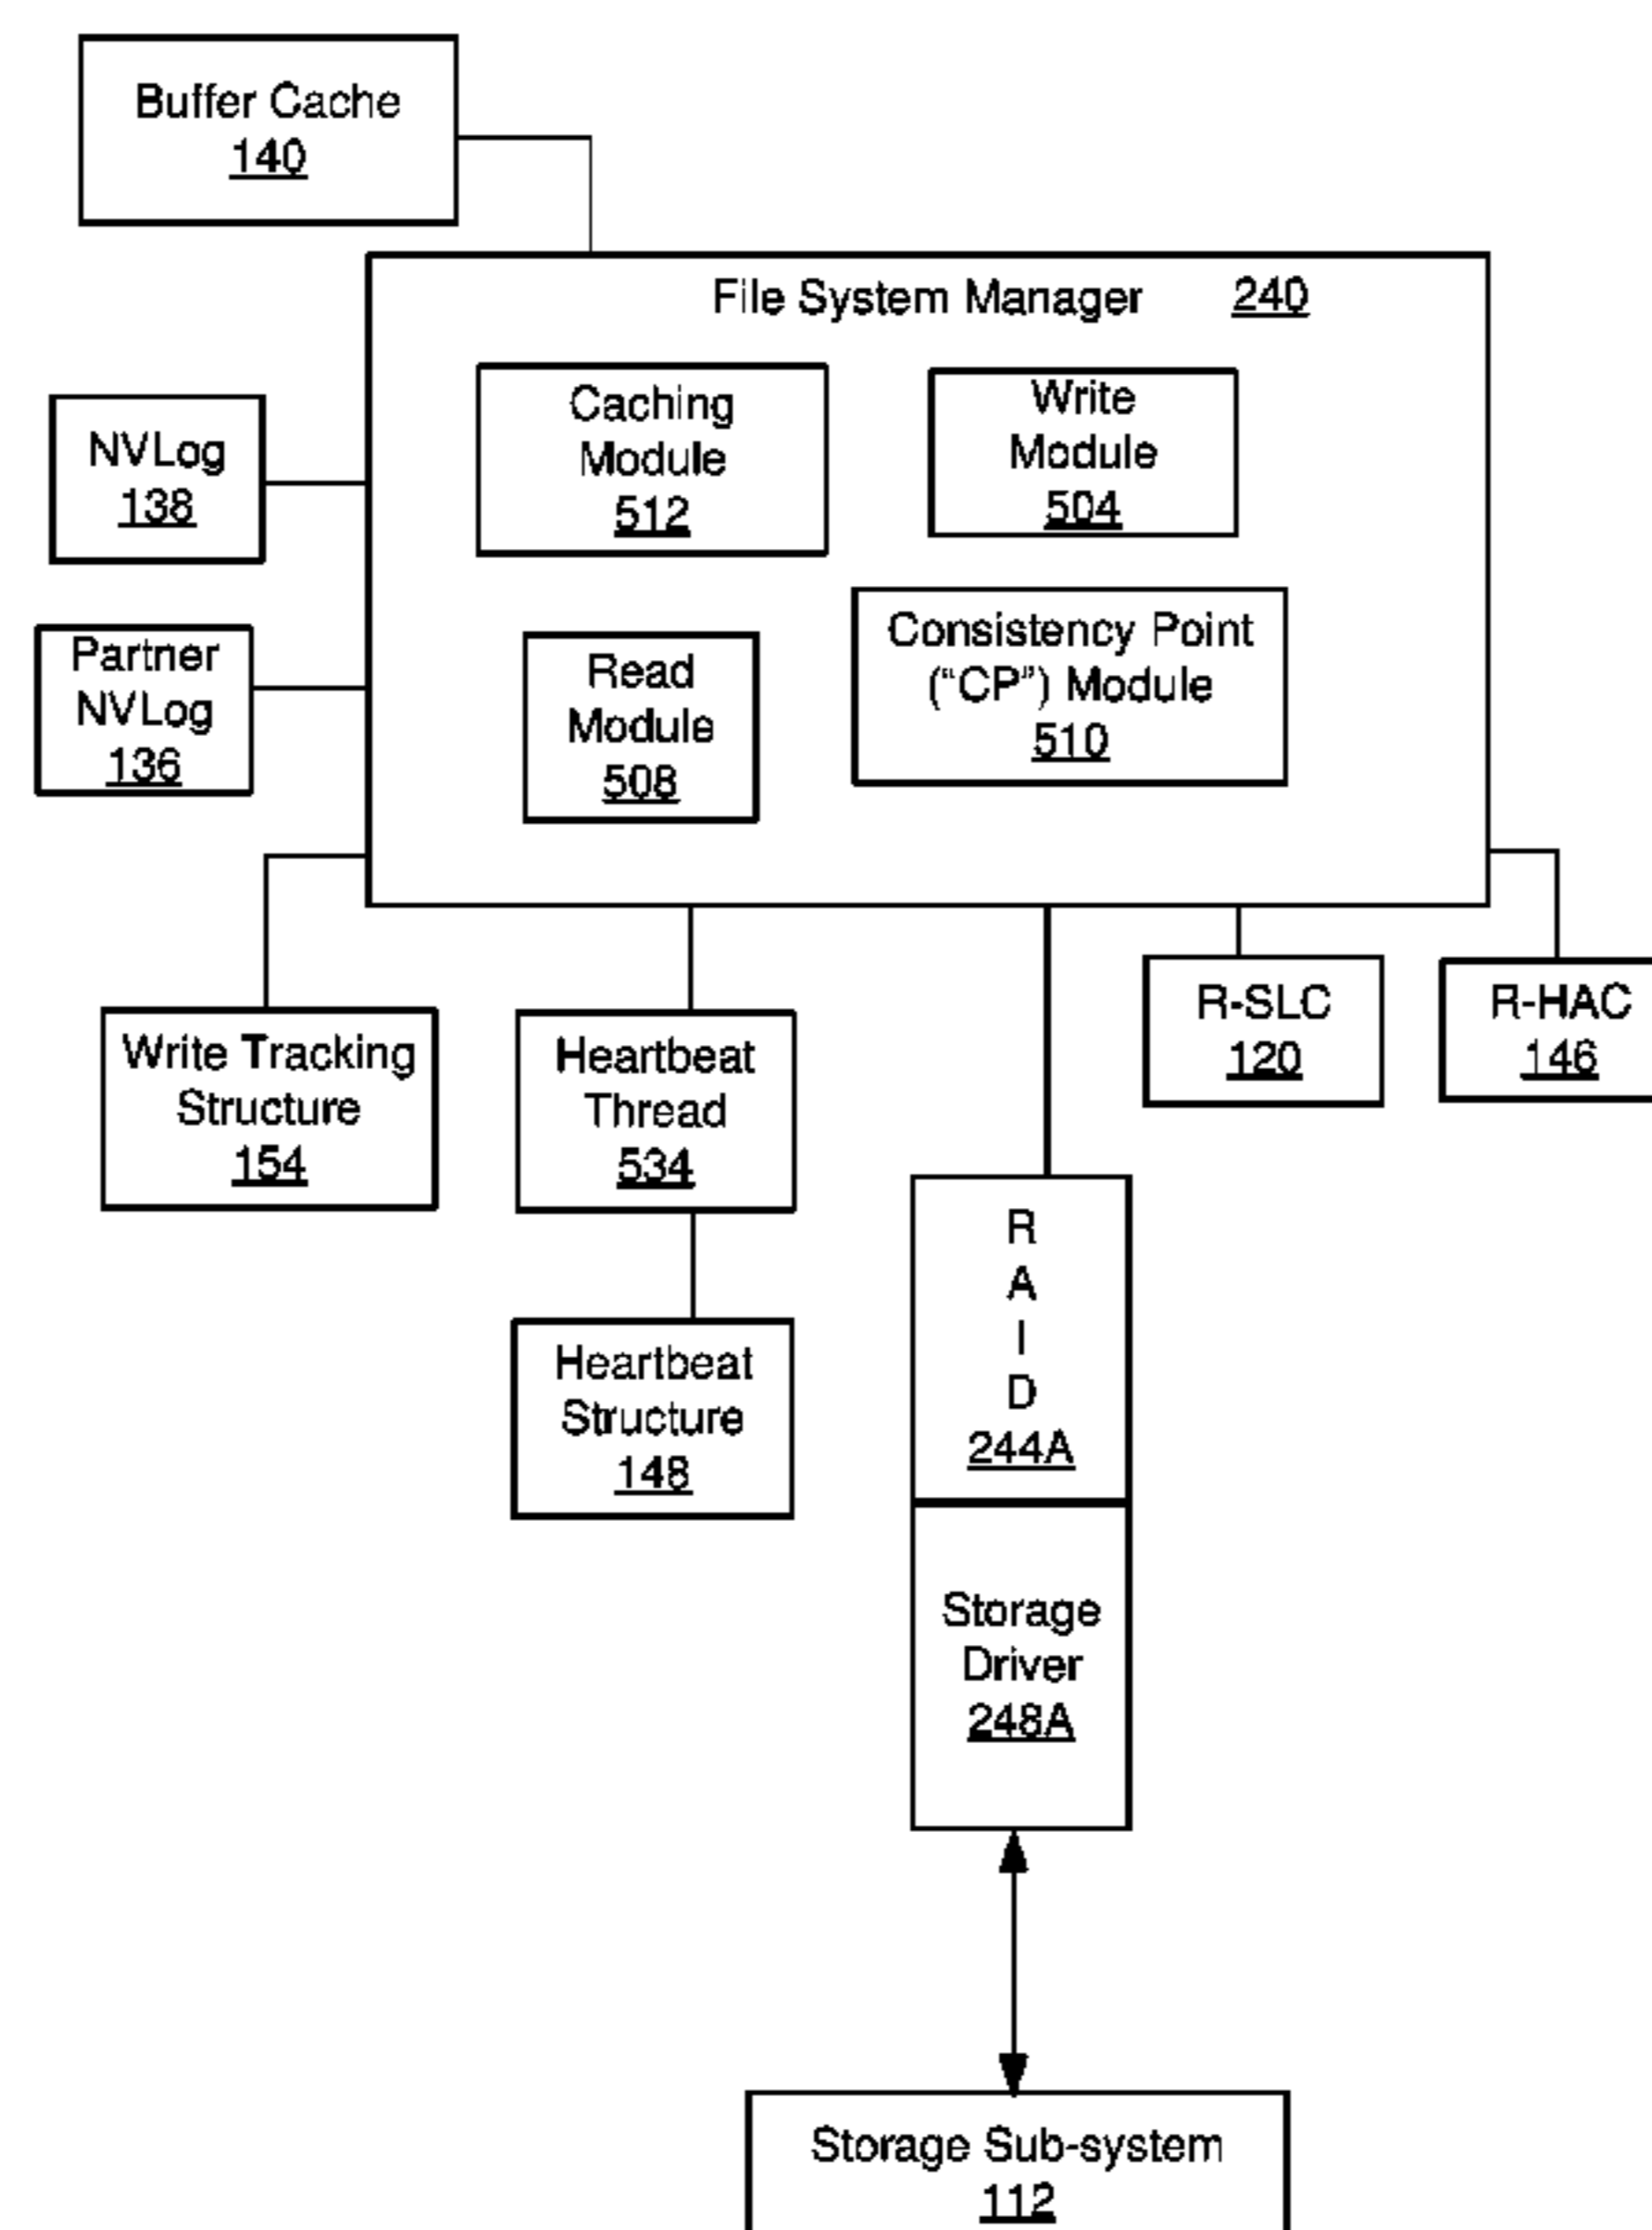 Buffer Cache
140
File System Manager 240
Caching
Module
512
Write
Module
504
NVLog
138
Partner
NVLog
136
Read
Module
508
Consistency Point
("CP") Module
510
Write Tracking
Structure
154
Heartbeat
Thread
534
R-SLC
120
R-HAC
146
Heartbeat
Structure
148
R
A
I
D
244A
Storage
Driver
248A
Storage Sub-system
112